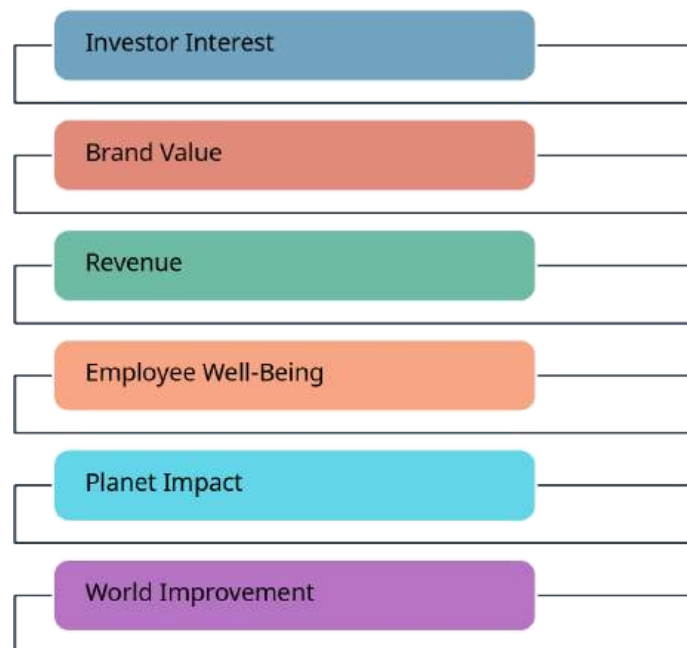 Investor Interest
Brand Value
Revenue
Employee Well-Being
Planet Impact
World Improvement